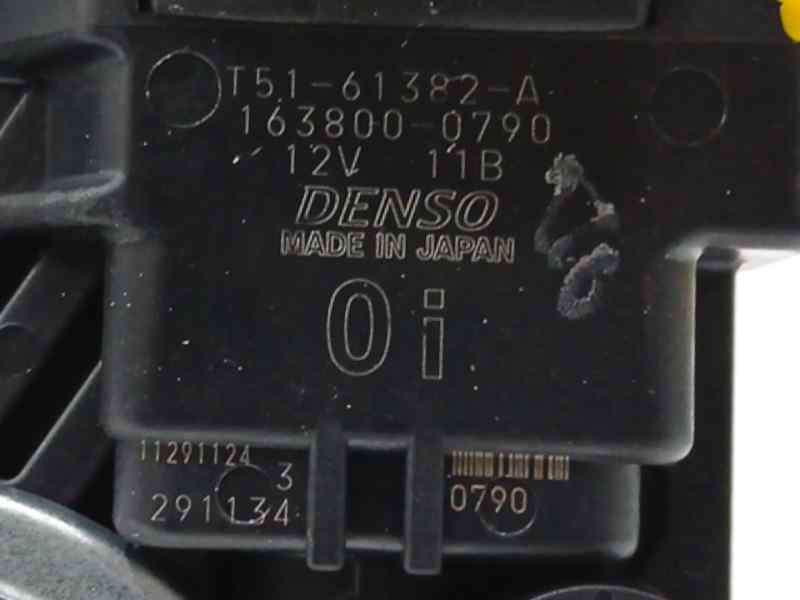 T51-61382-A
163800-0790
12V 11B
DENSO
MADE IN JAPAN
0i
11291124
3
291134
0790